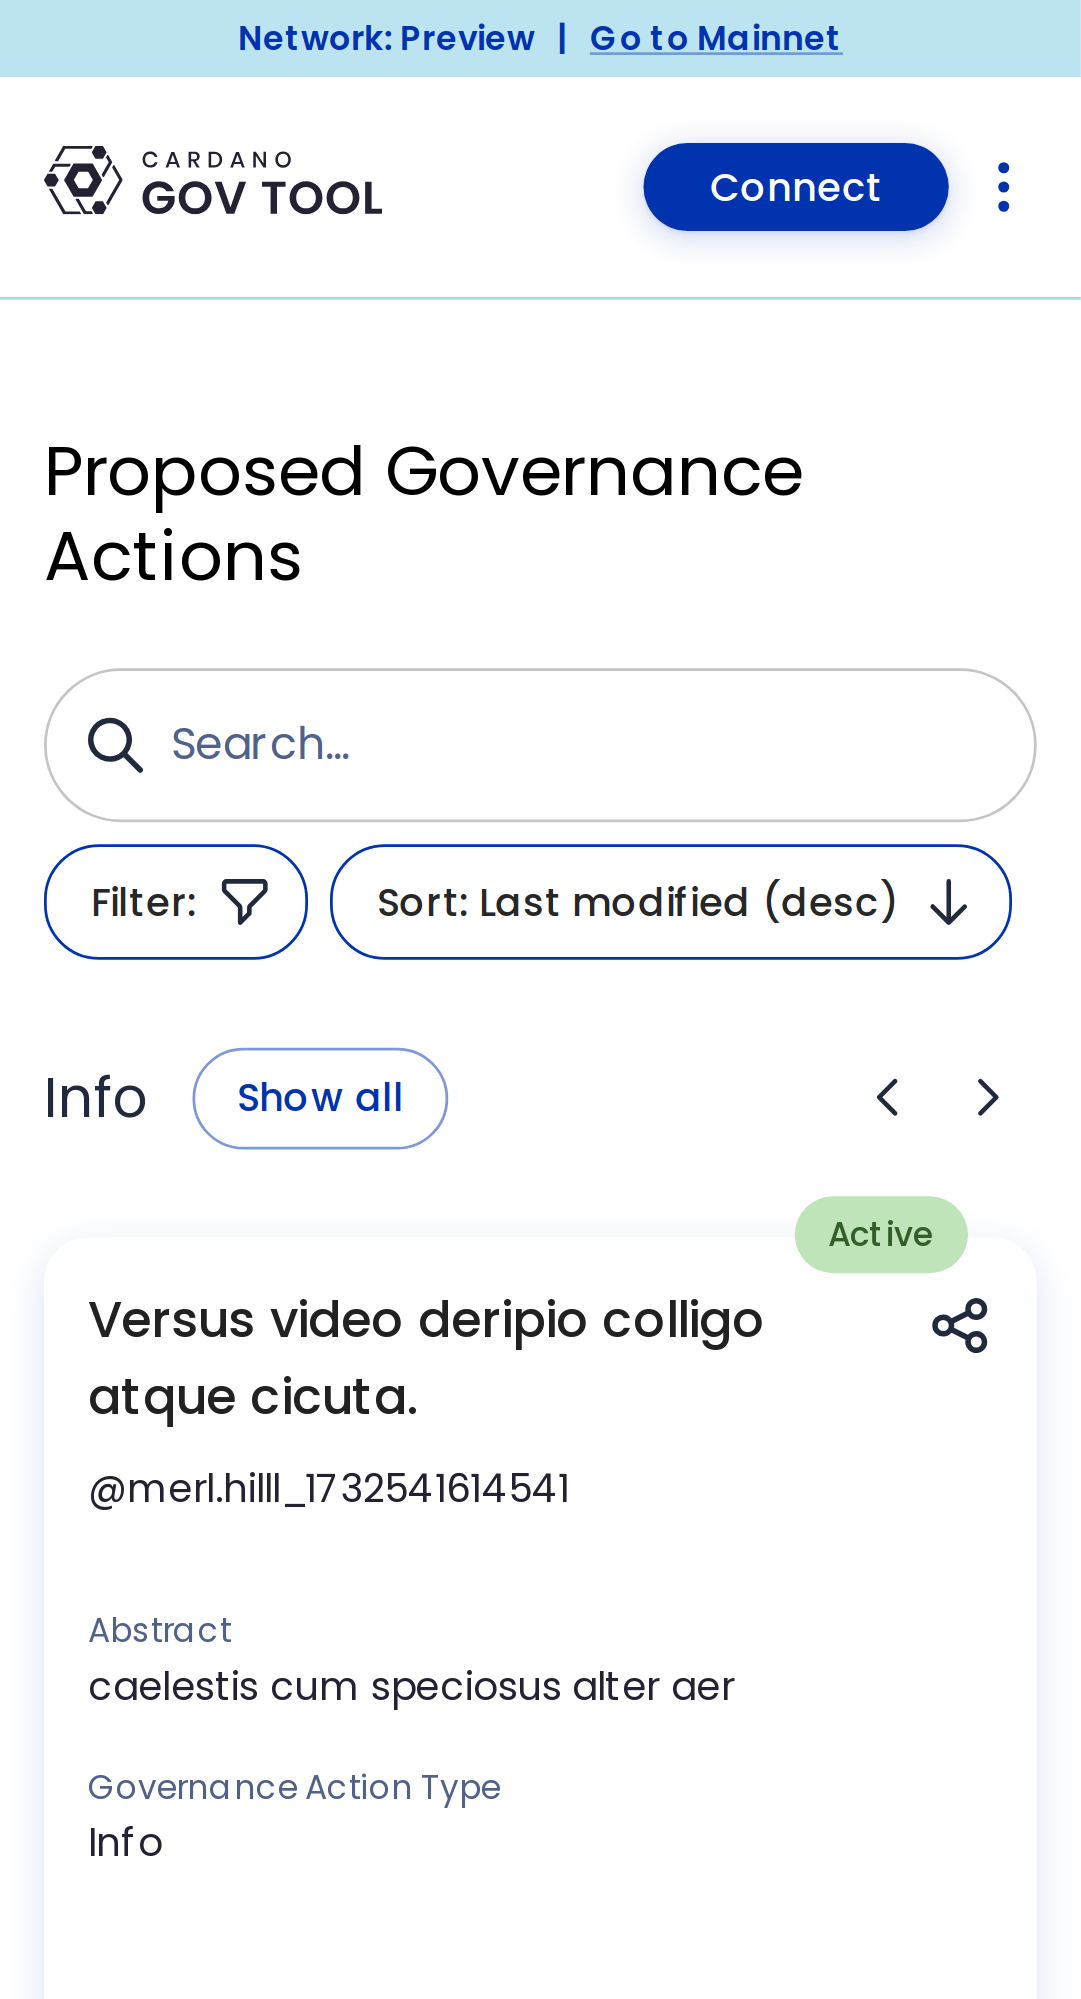 Network: Preview | Go to Mainnet
CARDANO
GOV TOOL
Connect
Proposed Governance
Actions
Search...
Filter:
Sort: Last modified (desc)
Info
Show all
Active
Versus video deripio colligo
atque cicuta.
@merl.hilll_1732541614541
Abstract
caelestis cum speciosus alter aer
Governance Action Type
Info